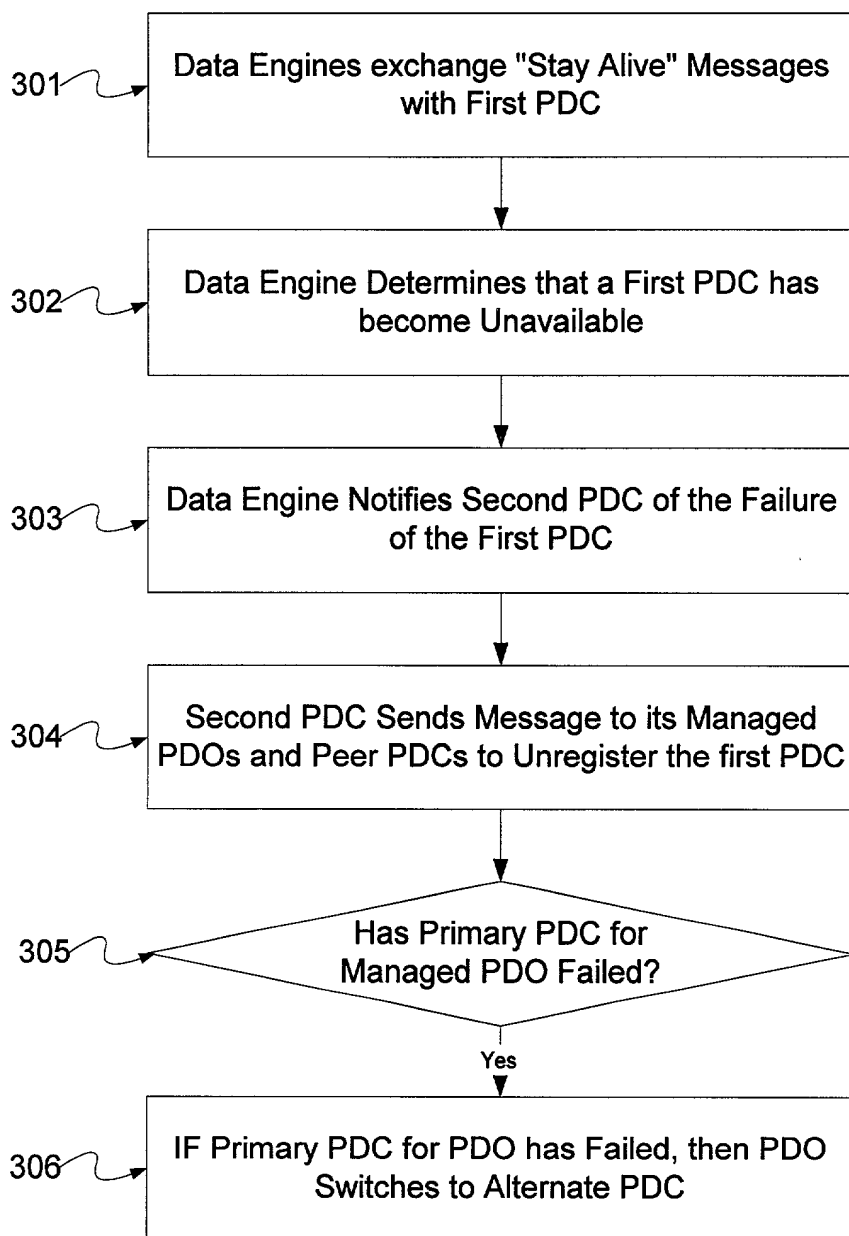 301
Data Engines exchange "Stay Alive" Messages
with First PDC
302
Data Engine Determines that a First PDC has
become Unavailable
303
Data Engine Notifies Second PDC of the Failure
of the First PDC
304
Second PDC Sends Message to its Managed
PDOs and Peer PDCs to Unregister the first PDC
305
Has Primary PDC for
Managed PDO Failed?
Yes
306
IF Primary PDC for PDO has Failed, then PDO
Switches to Alternate PDC